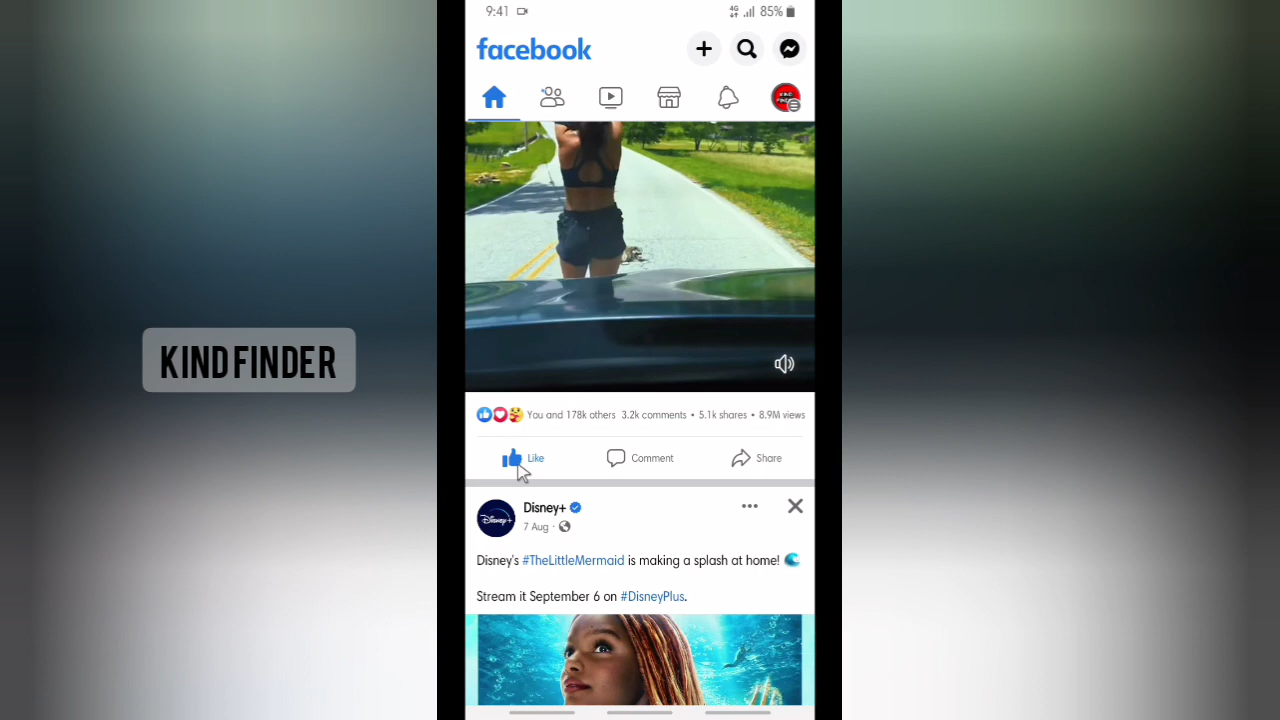 9:41 4G 85%
facebook
KIND FINDER
You and 178k others 3.2k comments • 5.1k shares • 8.9M views
Like Comment Share
Disney+
Disney+
7 Aug ·
Disney's #TheLittleMermaid is making a splash at home!
Stream it September 6 on #DisneyPlus.